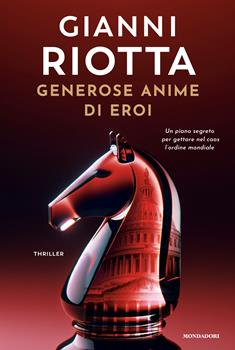 GIANNI
RIOTTA
GENEROSE ANIME
DI EROI
Un piano segreto
per gettare nel caos
l'ordine mondiale
THRILLER
MONDADORI